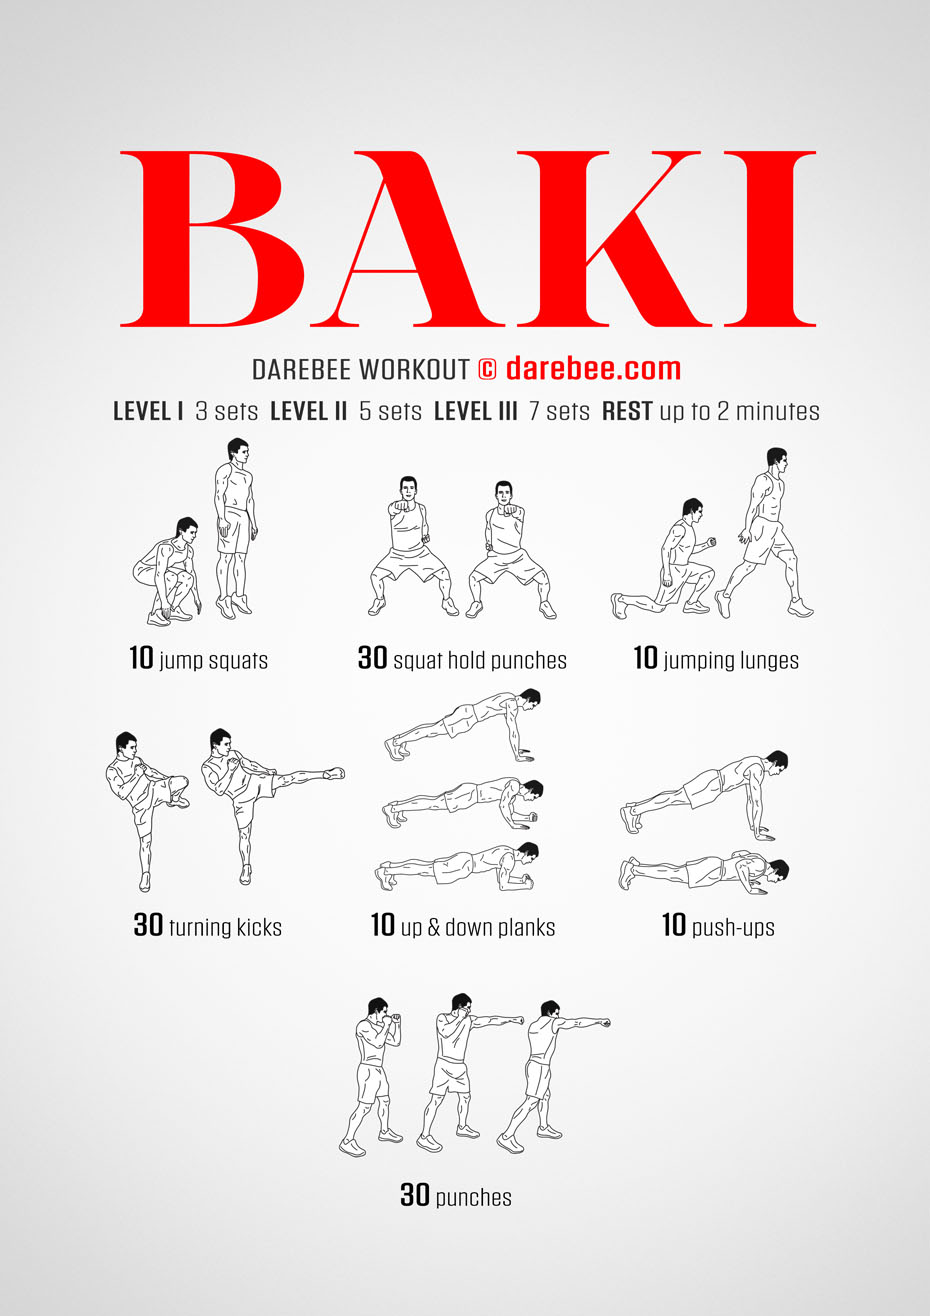 BAKI
DAREBEE WORKOUT © darebee.com
LEVEL I 3 sets LEVEL II 5 sets LEVEL III 7 sets REST up to 2 minutes
10 jump squats
30 squat hold punches
10 jumping lunges
30 turning kicks
10 up & down planks
10 push-ups
30 punches